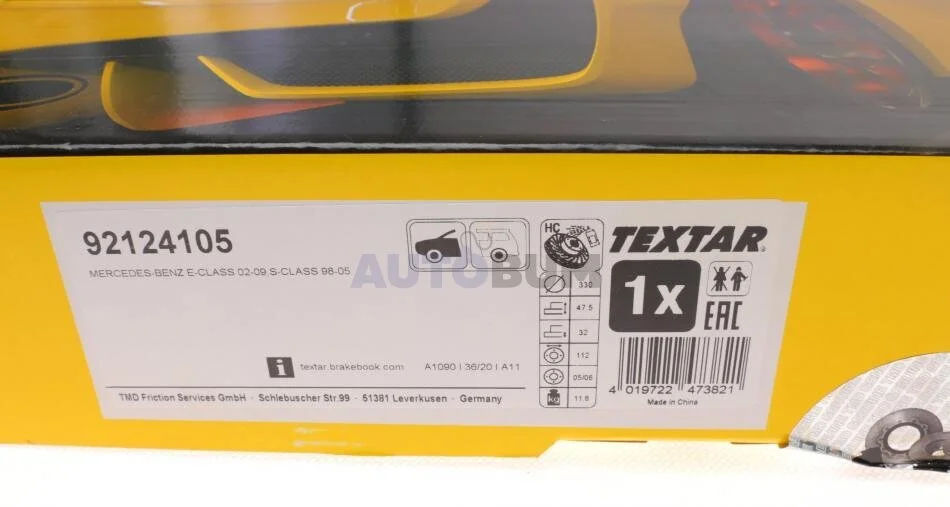 92124105
MERCEDES-BENZ E-CLASS 02-09,S-CLASS 98-05
AUTOBUM
HC
330
47.5
32
112
05/06
kg 11.8
TEXTAR®
1x
EAC
i textar.brakebook.com A1090 | 36/20 | A11
TMD Friction Services GmbH · Schlebuscher Str.99 · 51381 Leverkusen · Germany
4 019722 473821
Made in China